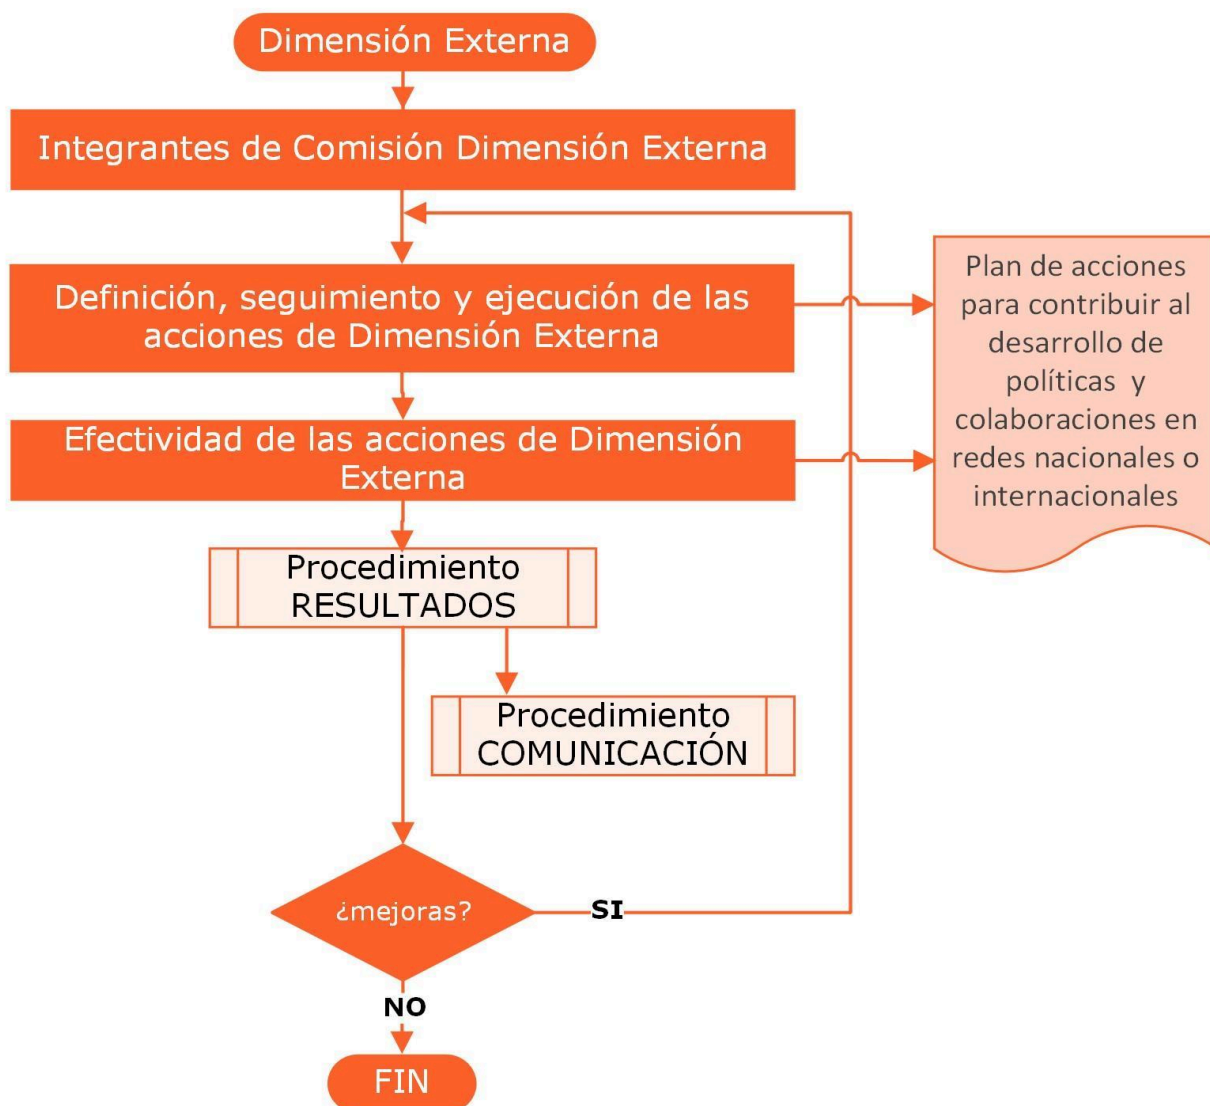 Dimensión Externa
Integrantes de Comisión Dimensión Externa
Definición, seguimiento y ejecución de las
acciones de Dimensión Externa
Plan de acciones
para contribuir al
desarrollo de
políticas y
colaboraciones en
redes nacionales o
internacionales
Efectividad de las acciones de Dimensión
Externa
Procedimiento
RESULTADOS
Procedimiento
COMUNICACIÓN
¿mejoras?
SI
NO
FIN